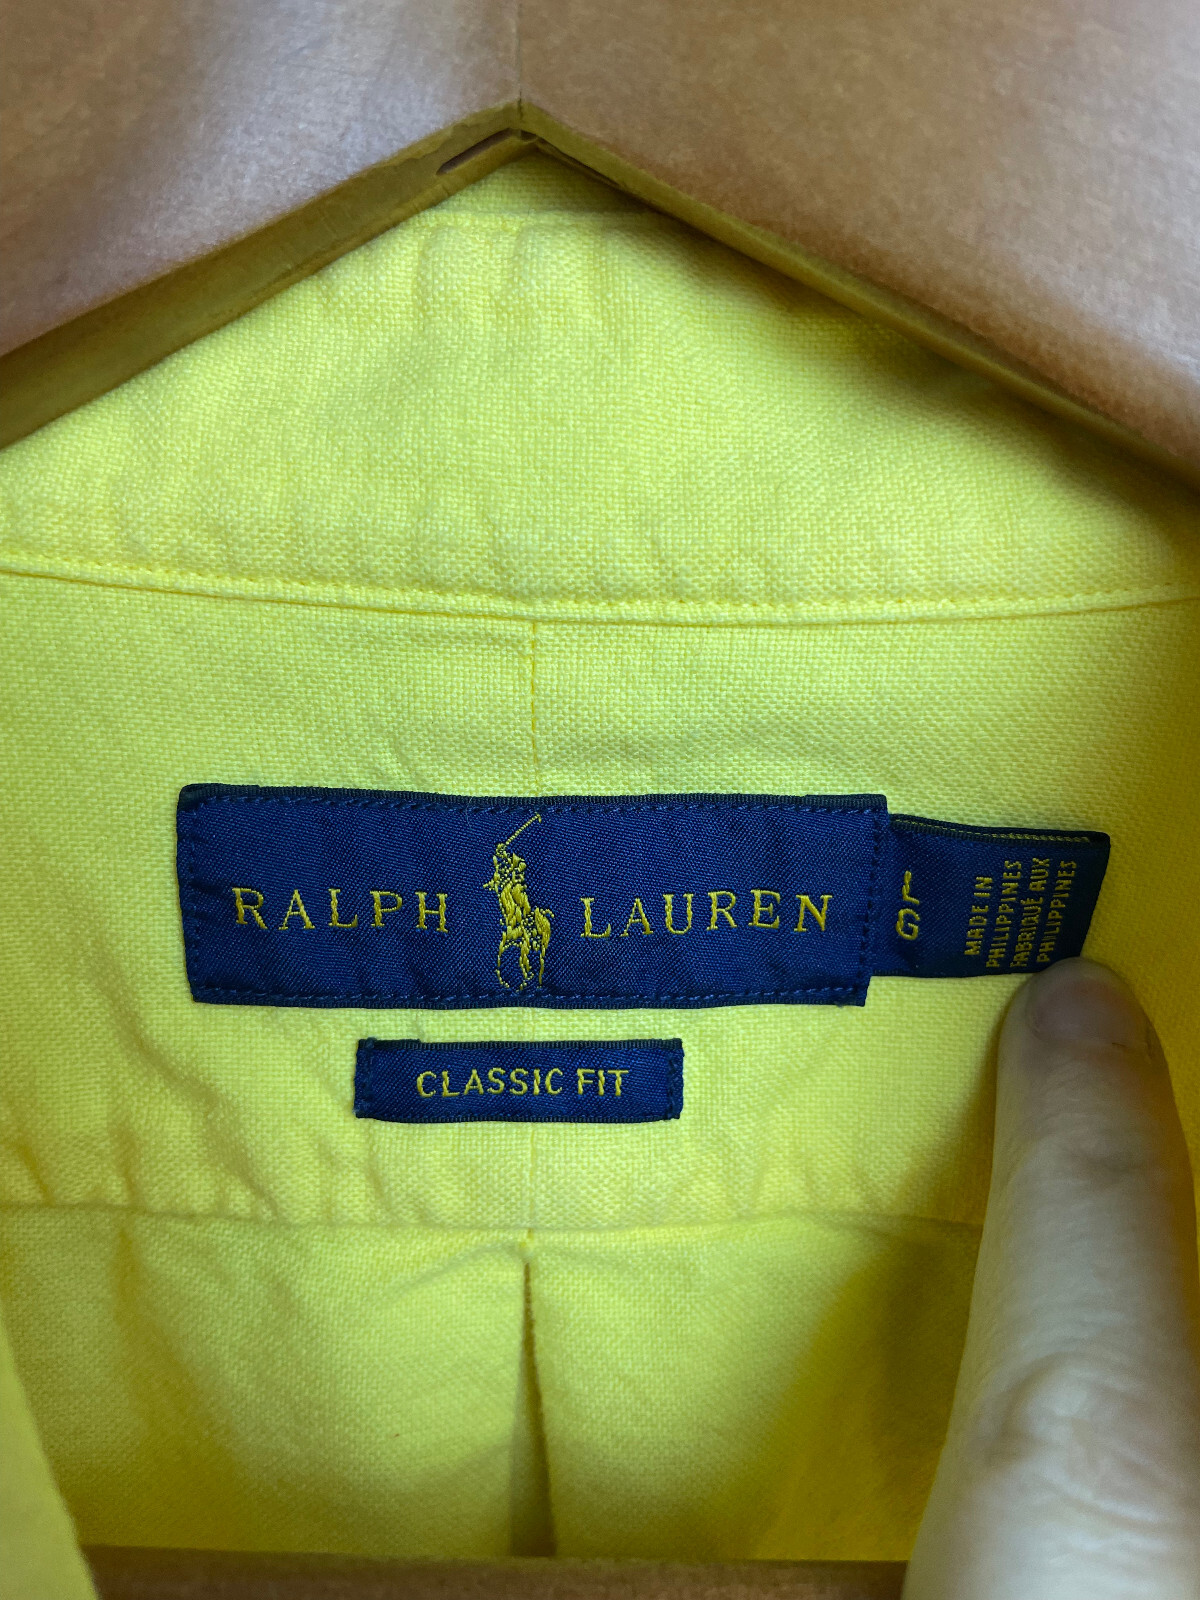 RALPH LAUREN
L
G
MADE IN
PHILIPPINES
FABRIQUÉ AUX
PHILIPPINES
CLASSIC FIT